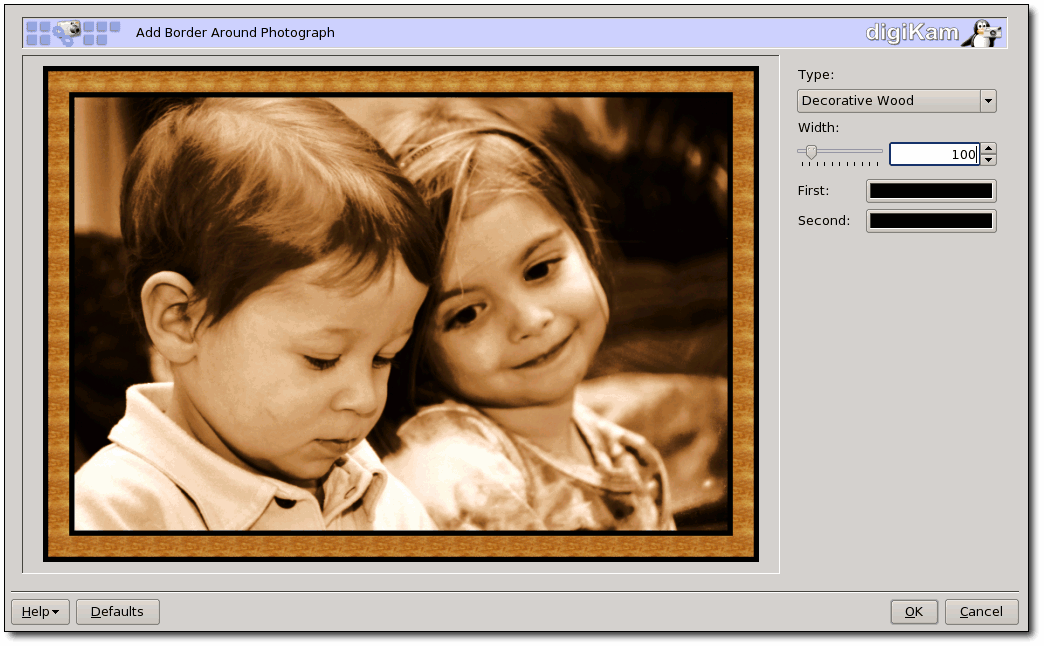 Add Border Around Photograph
digiKam
Type:
Decorative Wood
Width:
100
First:
Second:
Help
Defaults
OK
Cancel